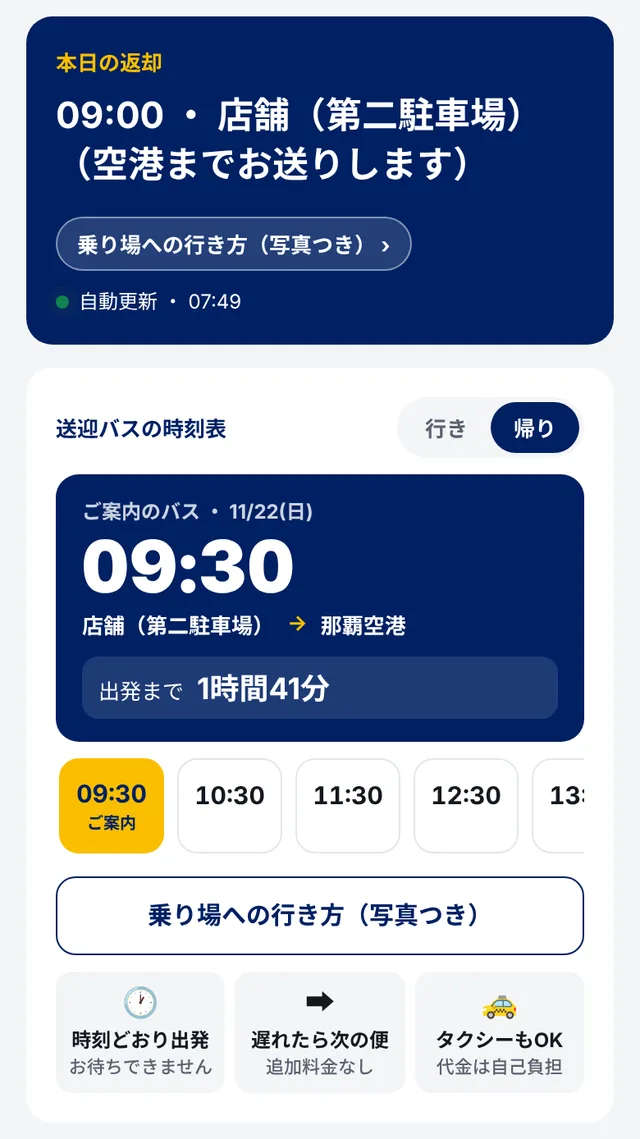 本日の返却
09:00 ・ 店舗（第二駐車場）
（空港までお送りします）
乗り場への行き方（写真つき） ›
自動更新 ・ 07:49
送迎バスの時刻表
行き
帰り
ご案内のバス ・ 11/22(日)
09:30
店舗（第二駐車場） → 那覇空港
出発まで 1時間41分
09:30
ご案内
10:30
11:30
12:30
13:
乗り場への行き方（写真つき）
時刻どおり出発
お待ちできません
遅れたら次の便
追加料金なし
タクシーもOK
代金は自己負担